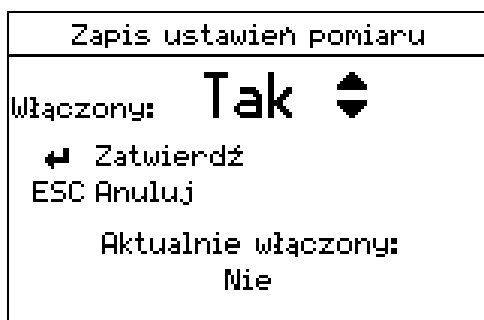 Zapis ustawień pomiaru
Włączony: Tak
Zatwierdź
ESC Anuluj
Aktualnie włączony:
Nie